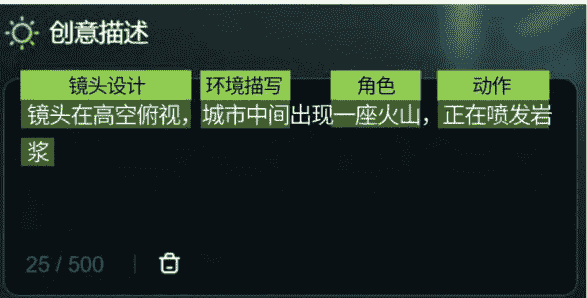 创意描述
镜头设计 环境描写 角色 动作
镜头在高空俯视，城市中间出现一座火山，正在喷发岩
浆
25 / 500